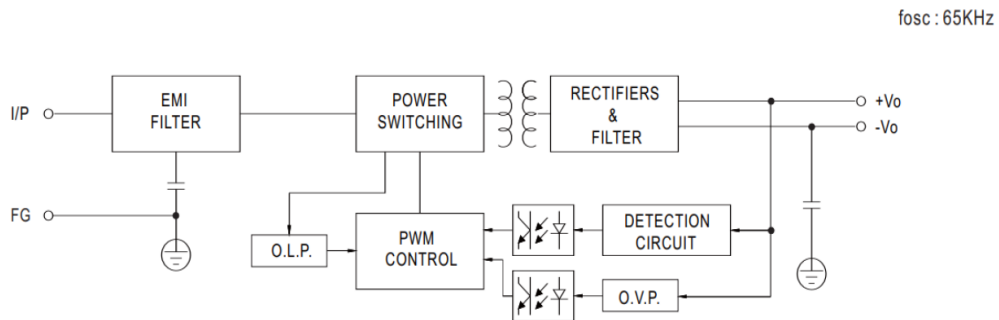 fosc : 65KHz
I/P
EMI
FILTER
POWER
SWITCHING
RECTIFIERS
&
FILTER
+Vo
-Vo
FG
O.L.P.
PWM
CONTROL
DETECTION
CIRCUIT
O.V.P.